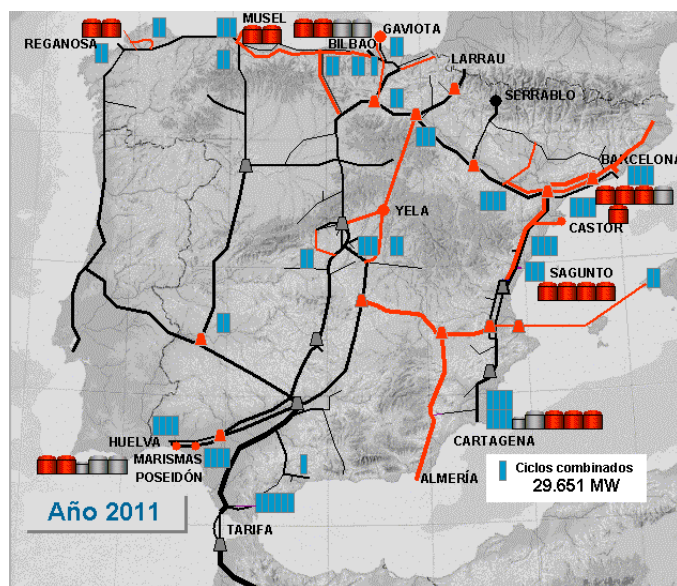 MUSEL
GAVIOTA
REGANOSA
BILBAO
LARRAU
SERRABLO
BARCELONA
YELA
CASTOR
SAGUNTO
HUELVA
MARISMAS
POSEIDÓN
CARTAGENA
ALMERÍA
Ciclos combinados
29.651 MW
Año 2011
TARIFA